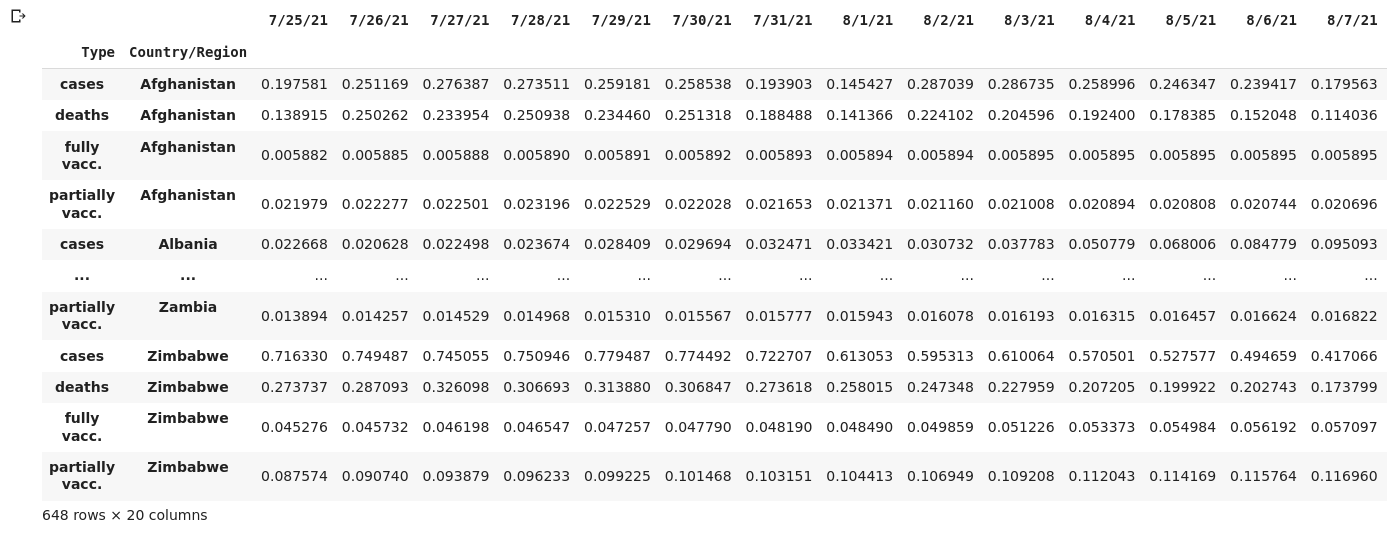 7/25/21 7/26/21 7/27/21 7/28/21 7/29/21 7/30/21 7/31/21 8/1/21 8/2/21 8/3/21 8/4/21 8/5/21 8/6/21 8/7/21
Type Country/Region
cases Afghanistan 0.197581 0.251169 0.276387 0.273511 0.259181 0.258538 0.193903 0.145427 0.287039 0.286735 0.258996 0.246347 0.239417 0.179563
deaths Afghanistan 0.138915 0.250262 0.233954 0.250938 0.234460 0.251318 0.188488 0.141366 0.224102 0.204596 0.192400 0.178385 0.152048 0.114036
fully Afghanistan
vacc. 0.005882 0.005885 0.005888 0.005890 0.005891 0.005892 0.005893 0.005894 0.005894 0.005895 0.005895 0.005895 0.005895 0.005895
partially Afghanistan
vacc. 0.021979 0.022277 0.022501 0.023196 0.022529 0.022028 0.021653 0.021371 0.021160 0.021008 0.020894 0.020808 0.020744 0.020696
cases Albania 0.022668 0.020628 0.022498 0.023674 0.028409 0.029694 0.032471 0.033421 0.030732 0.037783 0.050779 0.068006 0.084779 0.095093
... ... ... ... ... ... ... ... ... ... ... ... ... ... ... ...
partially Zambia
vacc. 0.013894 0.014257 0.014529 0.014968 0.015310 0.015567 0.015777 0.015943 0.016078 0.016193 0.016315 0.016457 0.016624 0.016822
cases Zimbabwe 0.716330 0.749487 0.745055 0.750946 0.779487 0.774492 0.722707 0.613053 0.595313 0.610064 0.570501 0.527577 0.494659 0.417066
deaths Zimbabwe 0.273737 0.287093 0.326098 0.306693 0.313880 0.306847 0.273618 0.258015 0.247348 0.227959 0.207205 0.199922 0.202743 0.173799
fully Zimbabwe
vacc. 0.045276 0.045732 0.046198 0.046547 0.047257 0.047790 0.048190 0.048490 0.049859 0.051226 0.053373 0.054984 0.056192 0.057097
partially Zimbabwe
vacc. 0.087574 0.090740 0.093879 0.096233 0.099225 0.101468 0.103151 0.104413 0.106949 0.109208 0.112043 0.114169 0.115764 0.116960
648 rows × 20 columns